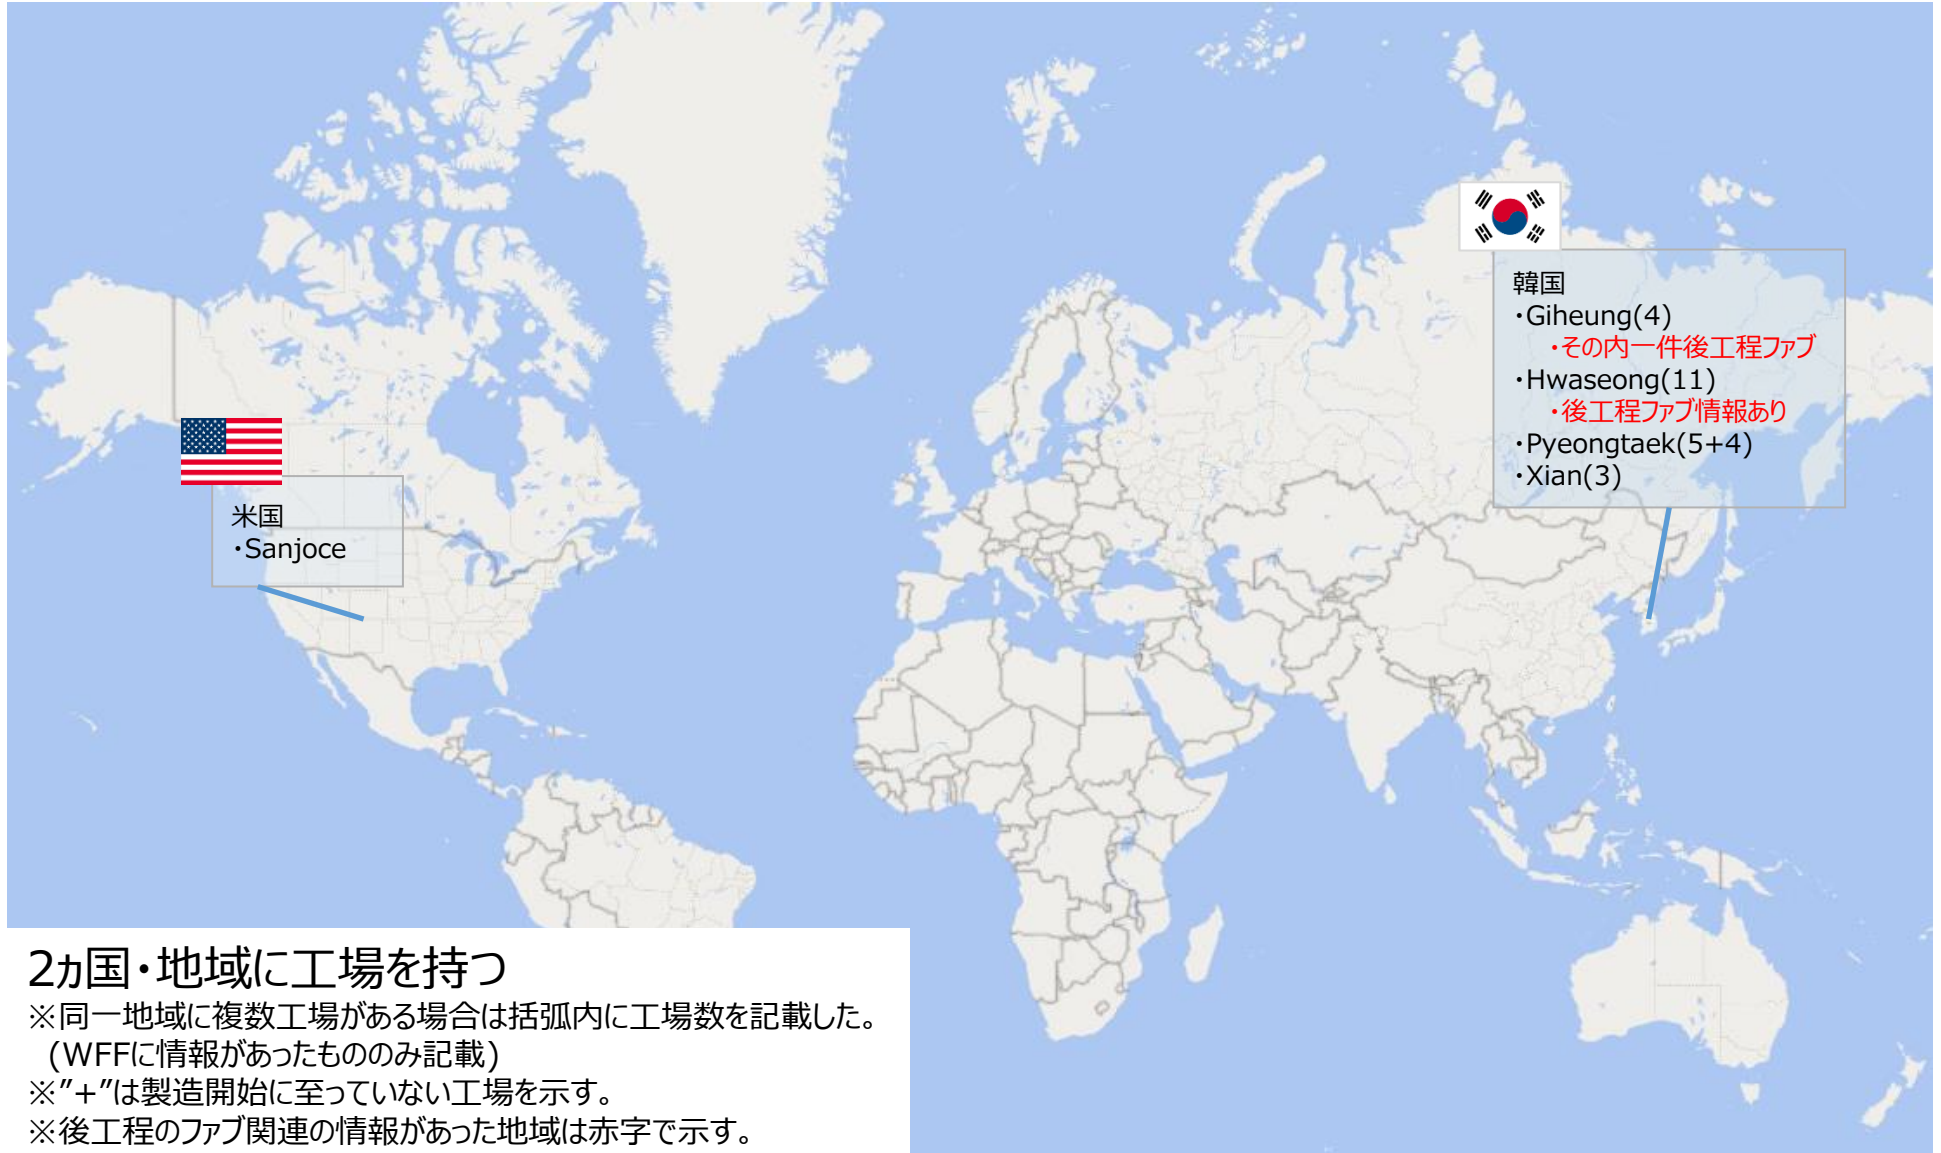 韓国
・Giheung(4)
・その内一件後工程ファブ
・Hwaseong(11)
・後工程ファブ情報あり
・Pyeongtaek(5+4)
・Xian(3)
米国
・Sanjoce
2ヵ国・地域に工場を持つ
※同一地域に複数工場がある場合は括弧内に工場数を記載した。
(WFFに情報があったもののみ記載)
※”+”は製造開始に至っていない工場を示す。
※後工程のファブ関連の情報があった地域は赤字で示す。